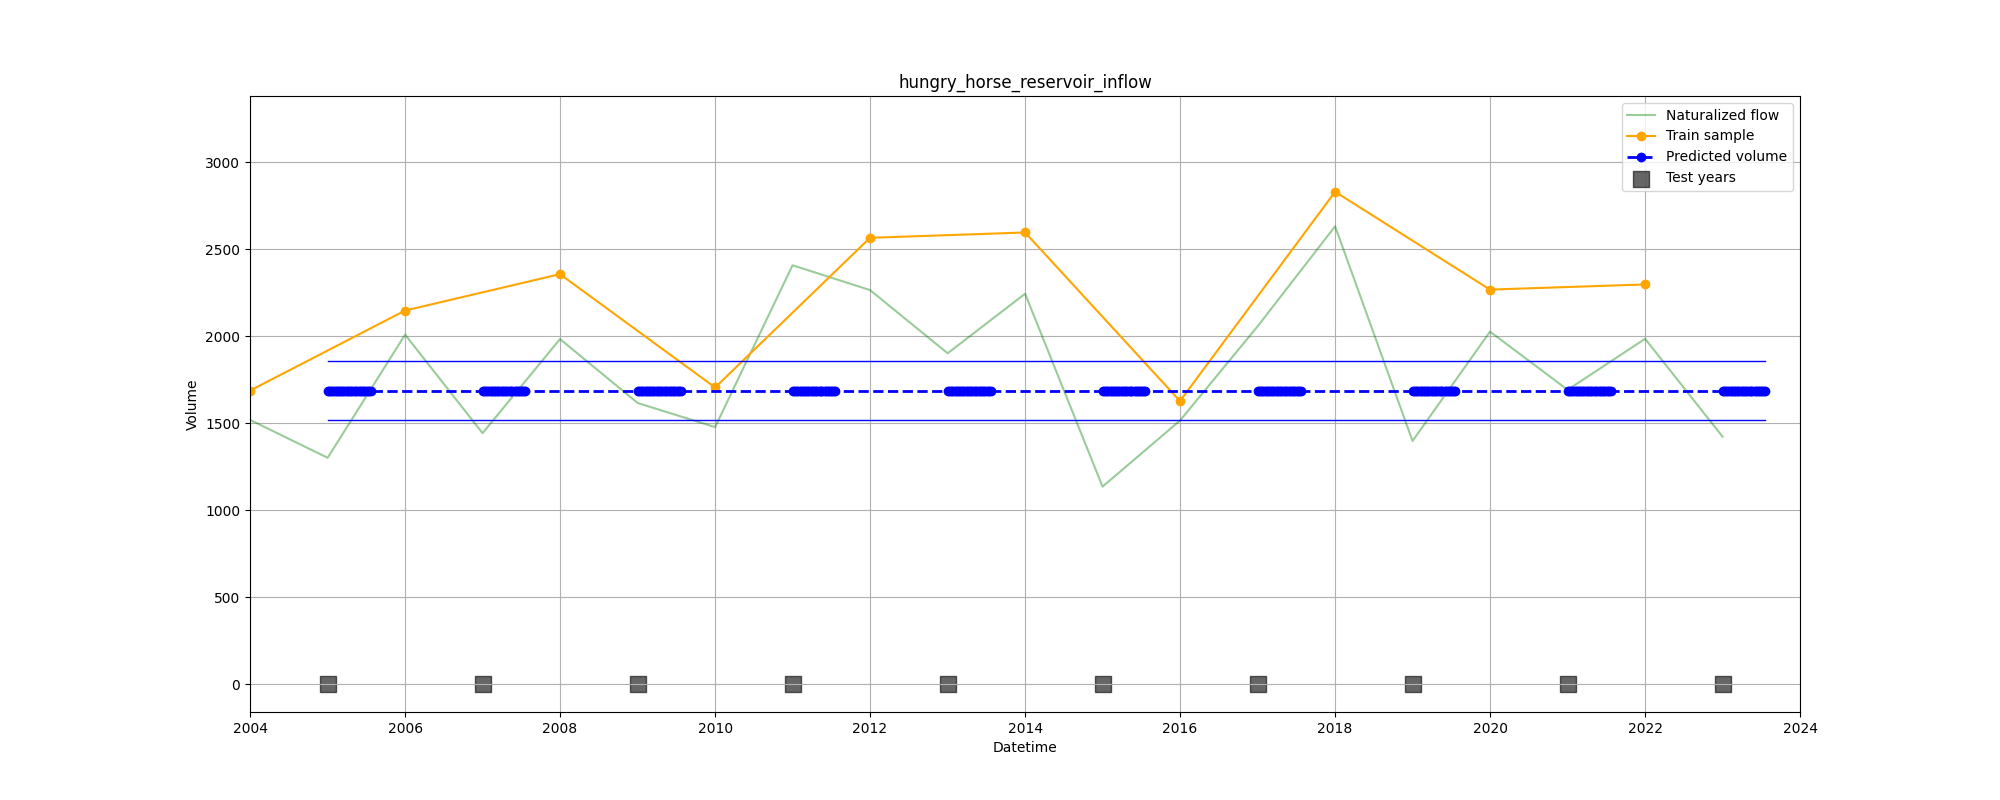 hungry_horse_reservoir_inflow
Naturalized flow
Train sample
Predicted volume
Test years
Volume
3000
2500
2000
1500
1000
500
0
2004 2006 2008 2010 2012 2014 2016 2018 2020 2022 2024
Datetime